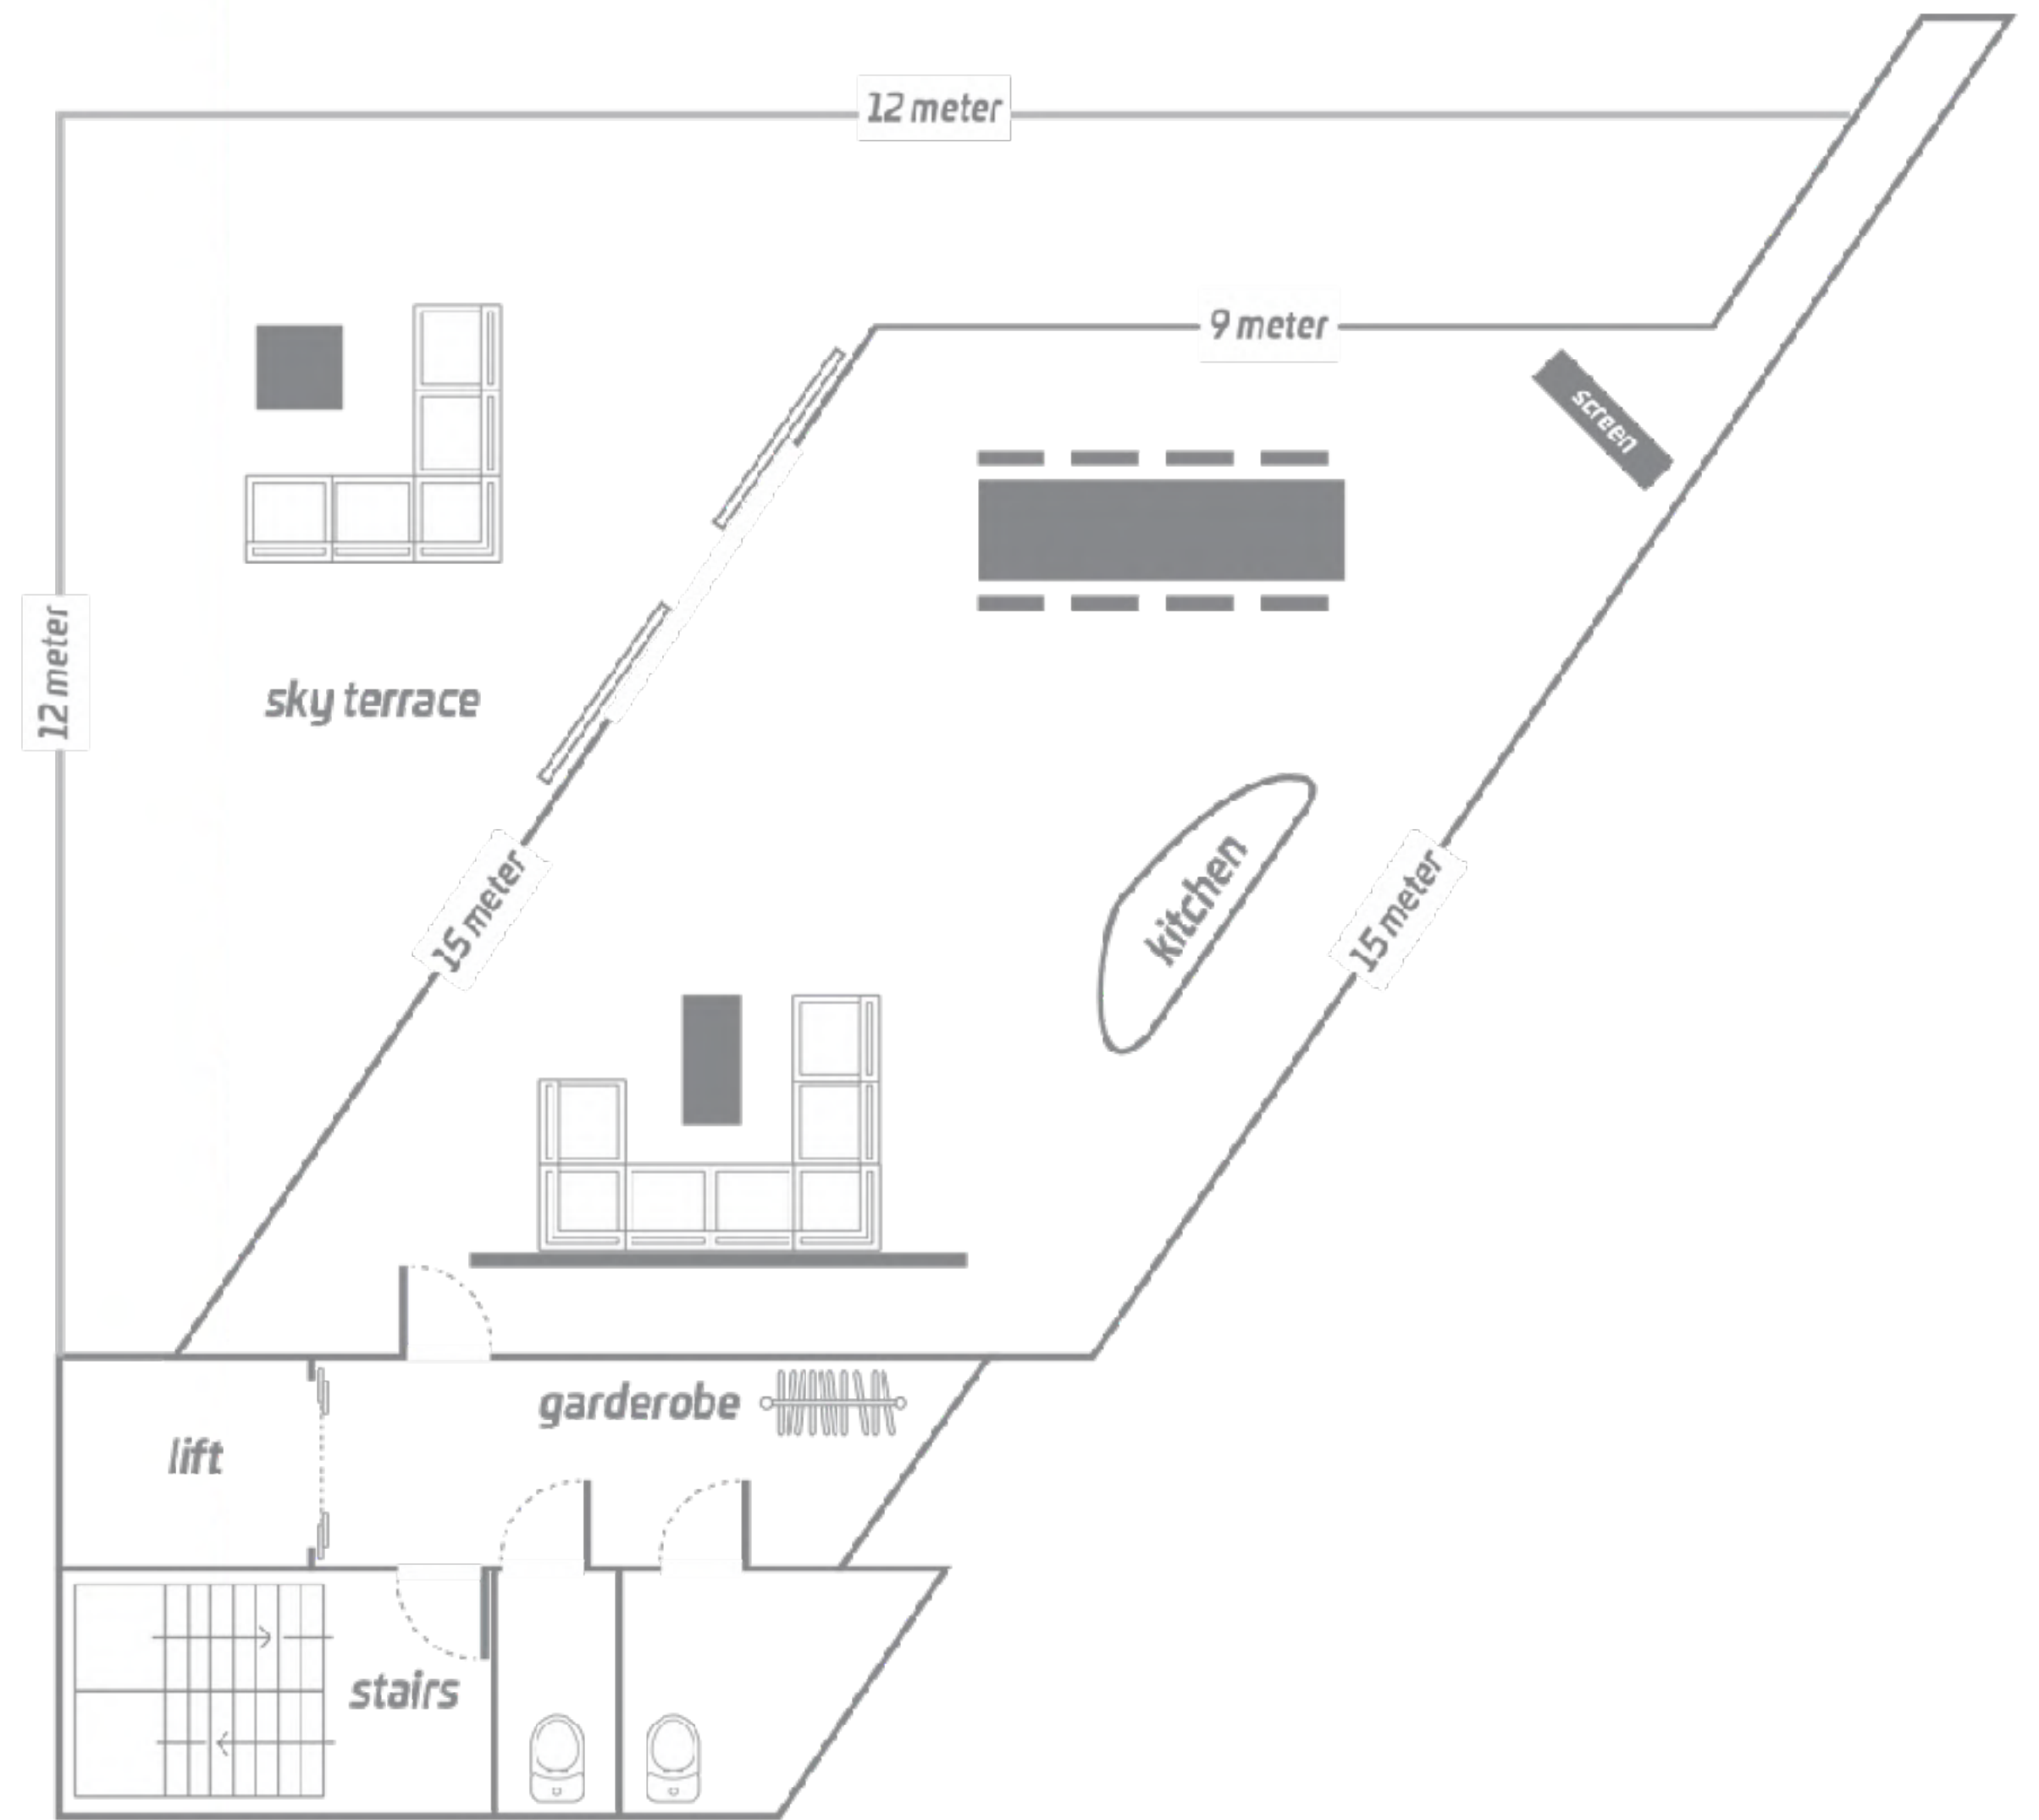 12 meter
9 meter
screen
12 meter
sky terrace
15 meter
kitchen
15 meter
garderobe
lift
stairs